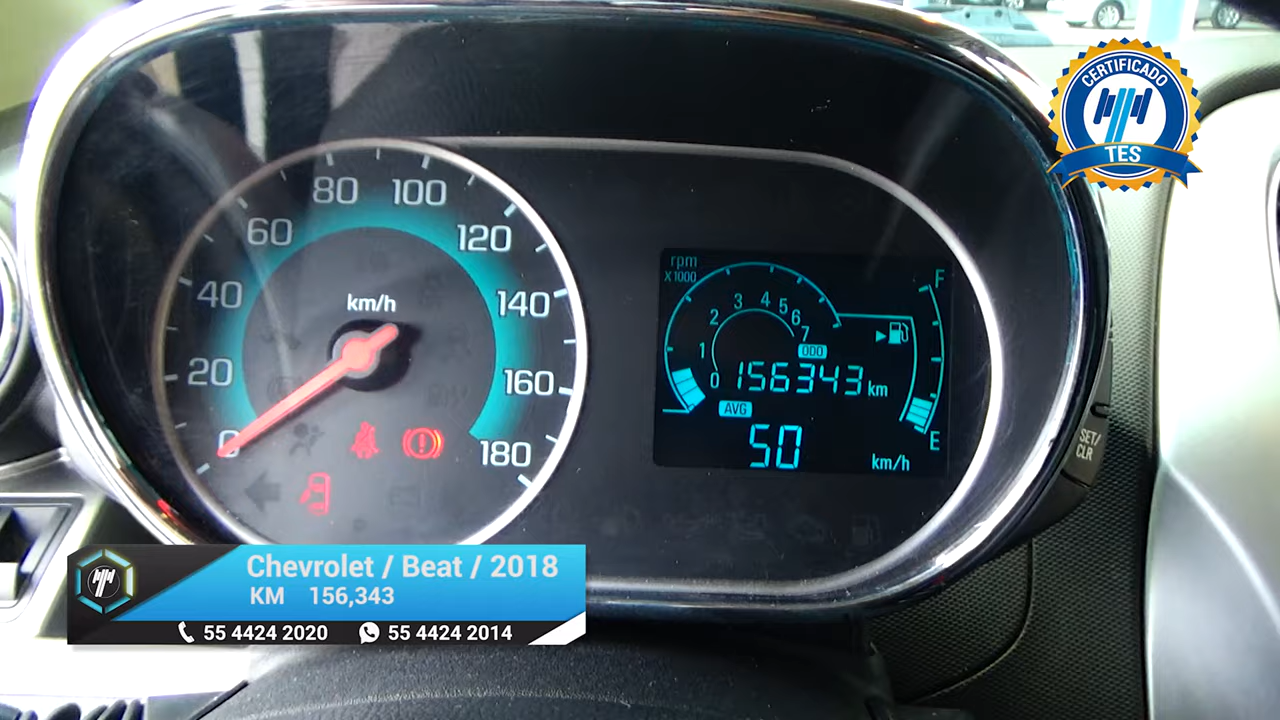 CERTIFICADO
TES
80 100
60 120
km/h
40 140
20 160
0 180
rpm
X1000
F
0 1 2 3 4 5 6 7
ODO
156343 km
AVG
50 km/h
E
SET/
CLR
Chevrolet / Beat / 2018
KM 156,343
55 4424 2020 55 4424 2014